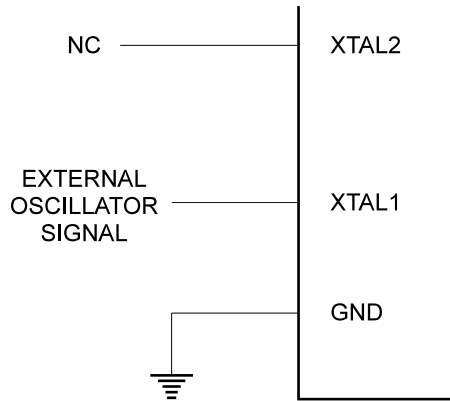 NC
XTAL2
EXTERNAL
OSCILLATOR
SIGNAL
XTAL1
GND